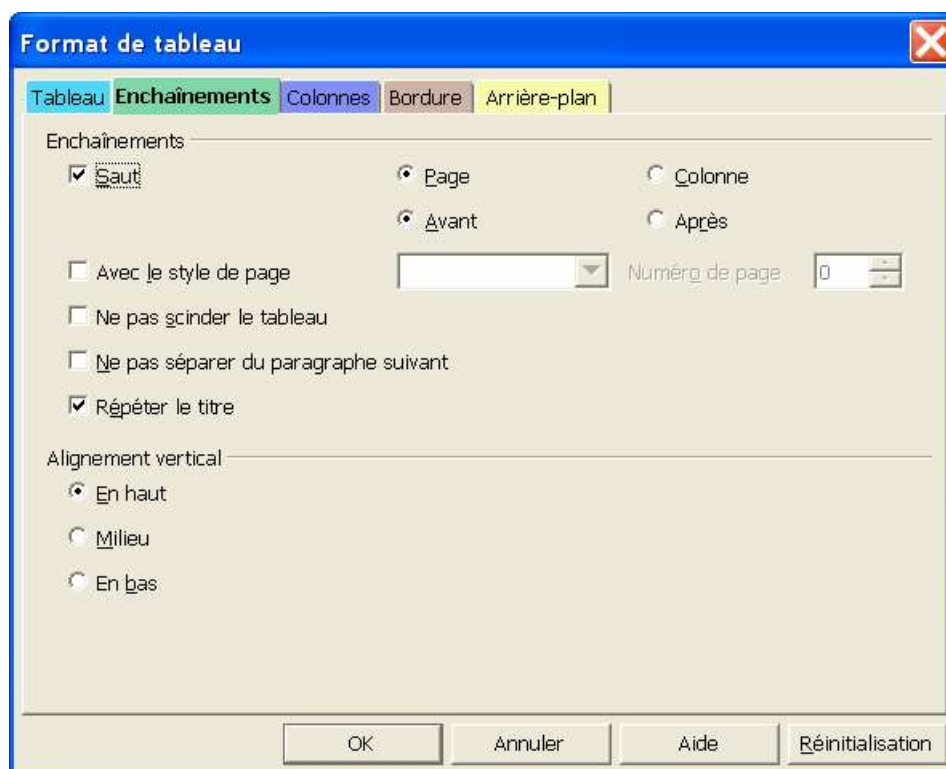 Format de tableau
Tableau Enchaînements Colonnes Bordure Arrière-plan
Enchaînements
Saut Page Colonne
Avant Après
Avec le style de page Numéro de page 0
Ne pas scinder le tableau
Ne pas séparer du paragraphe suivant
Répéter le titre
Alignement vertical
En haut
Milieu
En bas
OK Annuler Aide Réinitialisation